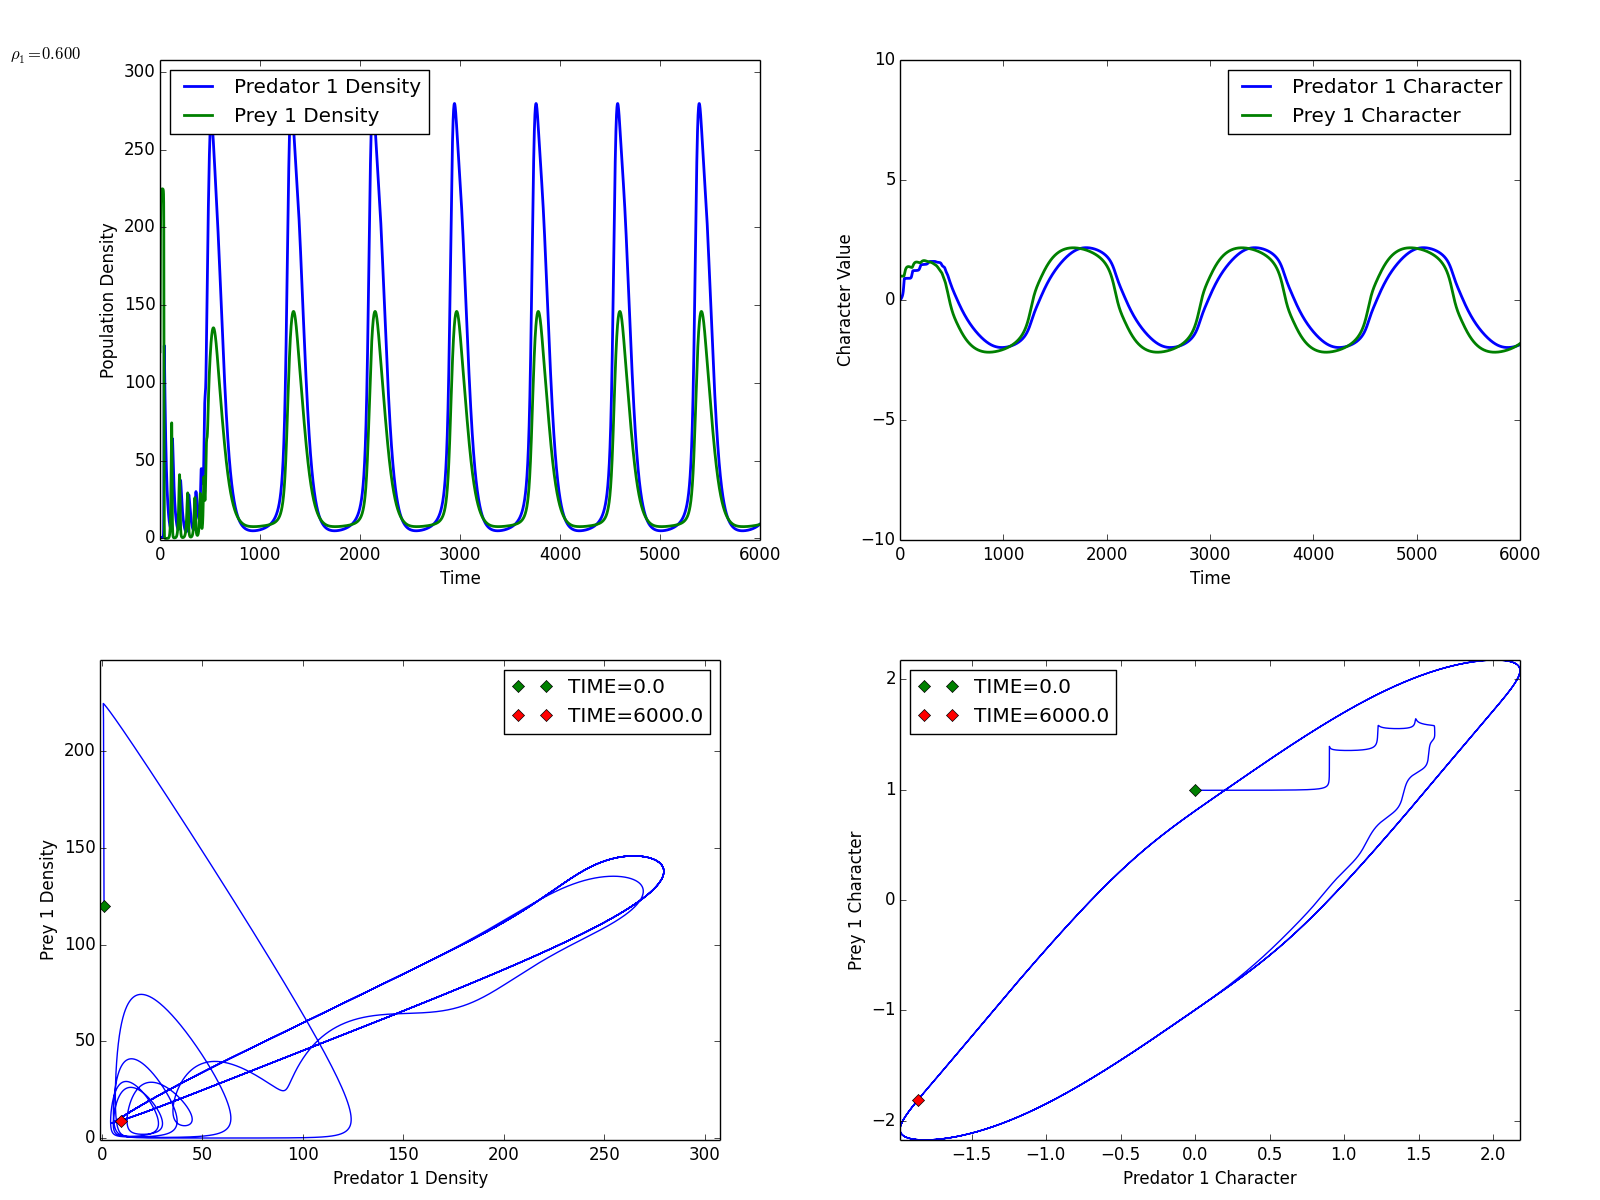 ρ₁=0.600
Predator 1 Density
Prey 1 Density
300
250
200
150
100
50
0
Population Density
0 1000 2000 3000 4000 5000 6000
Time
Predator 1 Character
Prey 1 Character
10
5
0
−5
−10
Character Value
0 1000 2000 3000 4000 5000 6000
Time
TIME=0.0
TIME=6000.0
200
150
100
50
0
Prey 1 Density
0 50 100 150 200 250 300
Predator 1 Density
TIME=0.0
TIME=6000.0
2
1
0
−1
−2
Prey 1 Character
−1.5 −1.0 −0.5 0.0 0.5 1.0 1.5 2.0
Predator 1 Character